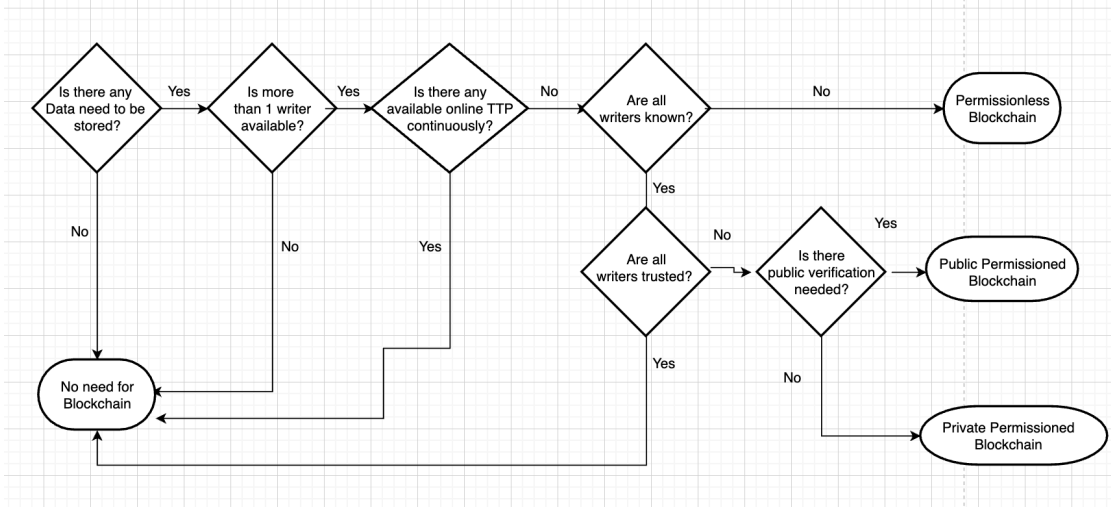 Is there any
Data need to be
stored?
Yes
Is more
than 1 writer
available?
Yes
Is there any
available online TTP
continuously?
No
Are all
writers known?
No
Permissionless
Blockchain
Yes
No
No
Yes
Are all
writers trusted?
No
Is there
public verification
needed?
Yes
Public Permissioned
Blockchain
Yes
No
No need for
Blockchain
Private Permissioned
Blockchain